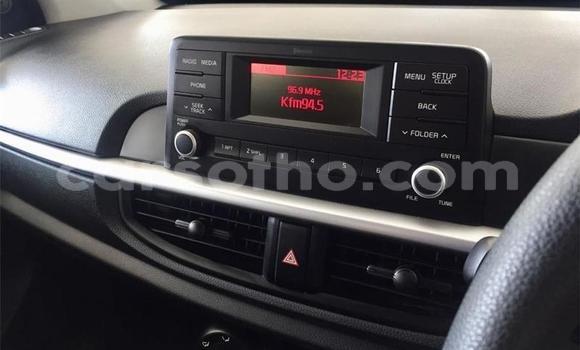 12:23
RADIO MEDIA
96.9 MHz
MENU SETUP
CLOCK
PHONE
Kfm94.5
BACK
SEEK
TRACK
FOLDER
POWER
PUSH
1 RPT 2 SHFL 3 4 5 6
ENTER
carsotho.com
FILE TUNE